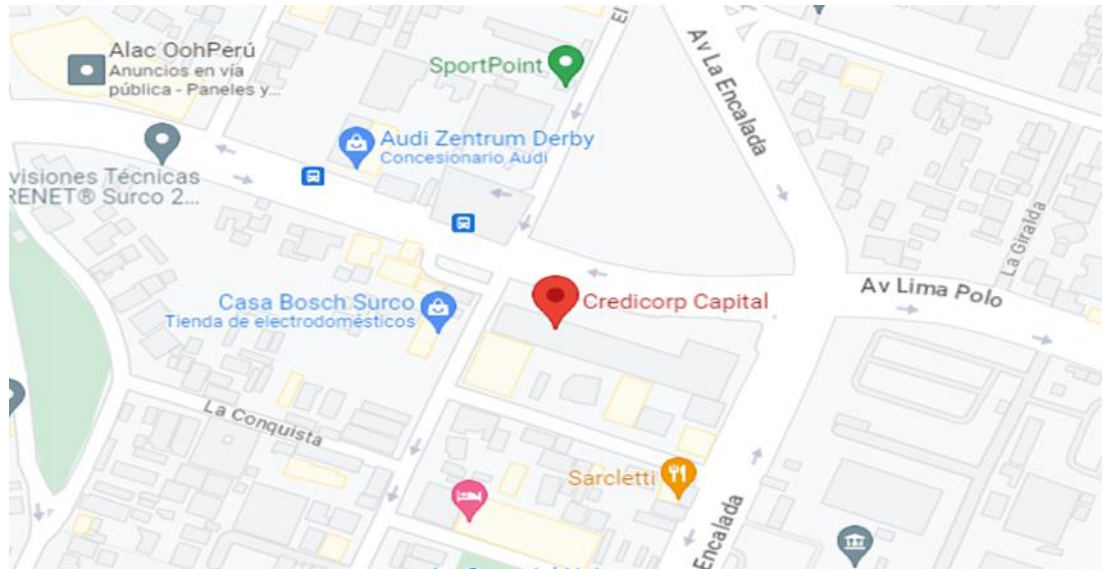 Alac OohPerú
Anuncios en vía
pública - Paneles y...
SportPoint
El
Av La Encalada
Audi Zentrum Derby
Concesionario Audi
visiones Técnicas
RENET® Surco 2...
La Giralda
Casa Bosch Surco
Tienda de electrodomésticos
Credicorp Capital
Av Lima Polo
La Conquista
Sarcletti
Encalada